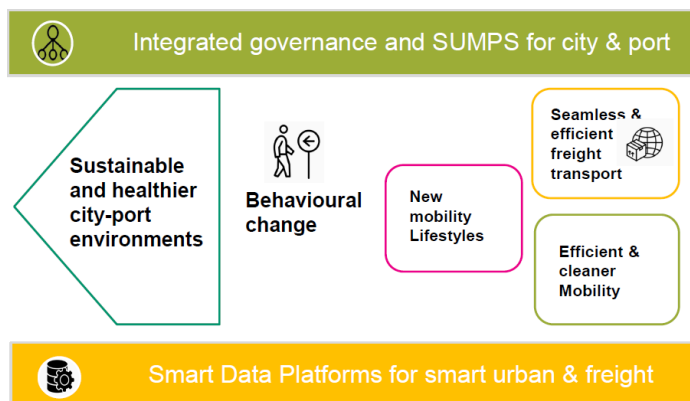 Integrated governance and SUMPS for city & port
Sustainable
and healthier
city-port
environments
Behavioural
change
New
mobility
Lifestyles
Seamless &
efficient
freight
transport
Efficient &
cleaner
Mobility
Smart Data Platforms for smart urban & freight